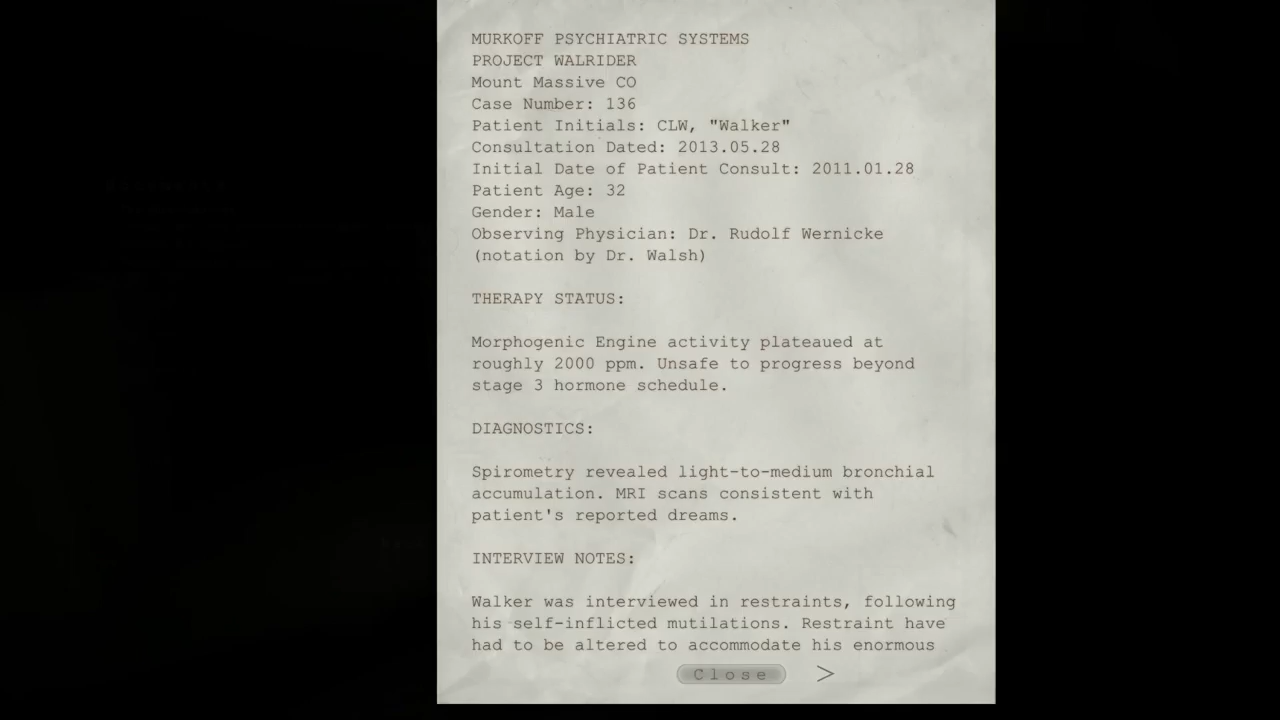 MURKOFF PSYCHIATRIC SYSTEMS
PROJECT WALRIDER
Mount Massive CO
Case Number: 136
Patient Initials: CLW, "Walker"
Consultation Dated: 2013.05.28
Initial Date of Patient Consult: 2011.01.28
Patient Age: 32
Gender: Male
Observing Physician: Dr. Rudolf Wernicke
(notation by Dr. Walsh)
THERAPY STATUS:
Morphogenic Engine activity plateaued at
roughly 2000 ppm. Unsafe to progress beyond
stage 3 hormone schedule.
DIAGNOSTICS:
Spirometry revealed light-to-medium bronchial
accumulation. MRI scans consistent with
patient's reported dreams.
INTERVIEW NOTES:
Walker was interviewed in restraints, following
his self-inflicted mutilations. Restraint have
had to be altered to accommodate his enormous
Close >